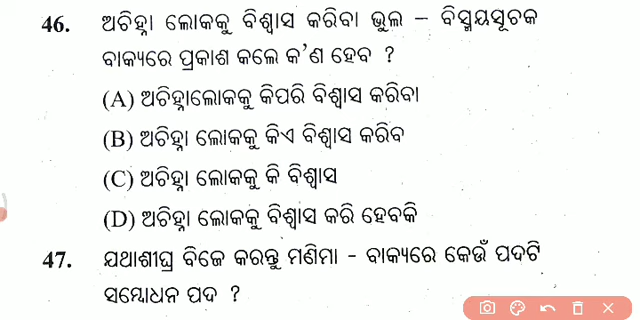 46. ଅଚିହ୍ନା ଲୋକକୁ ବିଶ୍ୱାସ କରିବା ଭୁଲ – ବିସ୍ମୟସୂଚକ
ବାକ୍ୟରେ ପ୍ରକାଶ କଲେ କ'ଣ ହେବ ?
(A) ଅଚିହ୍ନାଲୋକକୁ କିପରି ବିଶ୍ୱାସ କରିବା
(B) ଅଚିହ୍ନା ଲୋକକୁ କିଏ ବିଶ୍ୱାସ କରିବ
(C) ଅଚିହ୍ନା ଲୋକକୁ କି ବିଶ୍ୱାସ
(D) ଅଚିହ୍ନା ଲୋକକୁ ବିଶ୍ୱାସ କରି ହେବକି
47. ଯଥାଶୀଘ୍ର ବିଜେ କରନ୍ତୁ ମଣିମା - ବାକ୍ୟରେ କେଉଁ ପଦଟି
ସମ୍ବୋଧନ ପଦ ?